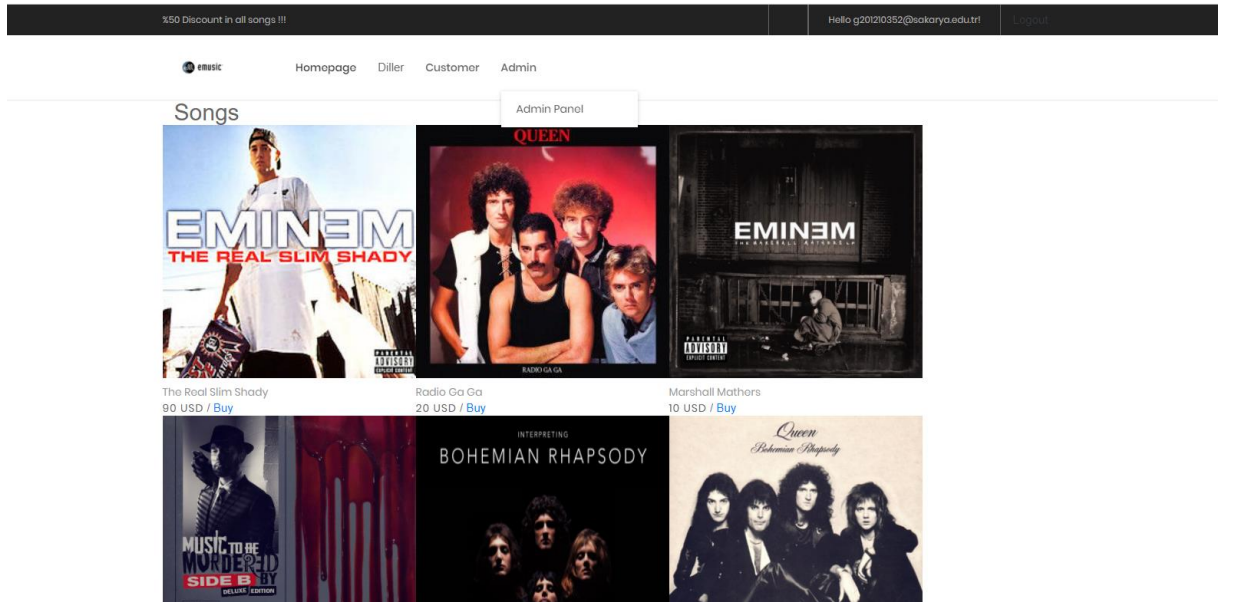 %50 Discount in all songs !!!
Hello g201210352@sakarya.edu.tr!
Logout
emusic
Homepage
Diller
Customer
Admin
Admin Panel
Songs
EMINEM
THE REAL SLIM SHADY
PARENTAL
ADVISORY
EXPLICIT CONTENT
QUEEN
RADIO GA GA
21
EMINEM
THE MARSHALL MATHERS LP
PARENTAL
ADVISORY
EXPLICIT CONTENT
The Real Slim Shady
90 USD / Buy
Radio Ga Ga
20 USD / Buy
Marshall Mathers
10 USD / Buy
MUSIC TO BE
MURDERED
BY
SIDE B
DELUXE EDITION
INTERPRETING
BOHEMIAN RHAPSODY
Queen
Bohemian Rhapsody